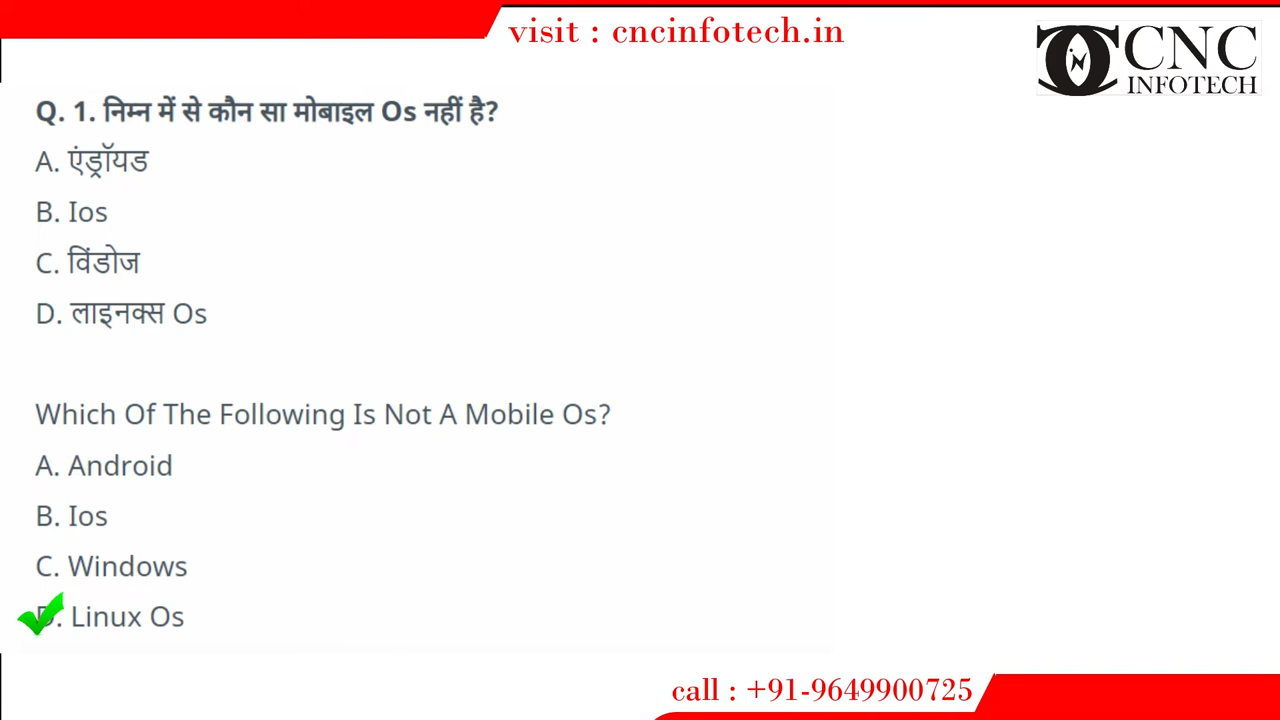 visit : cncinfotech.in
CNC
INFOTECH
Q. 1. निम्न में से कौन सा मोबाइल Os नहीं है?
A. एंड्रॉयड
B. Ios
C. विंडोज
D. लाइनक्स Os
Which Of The Following Is Not A Mobile Os?
A. Android
B. Ios
C. Windows
D. Linux Os
call : +91-9649900725